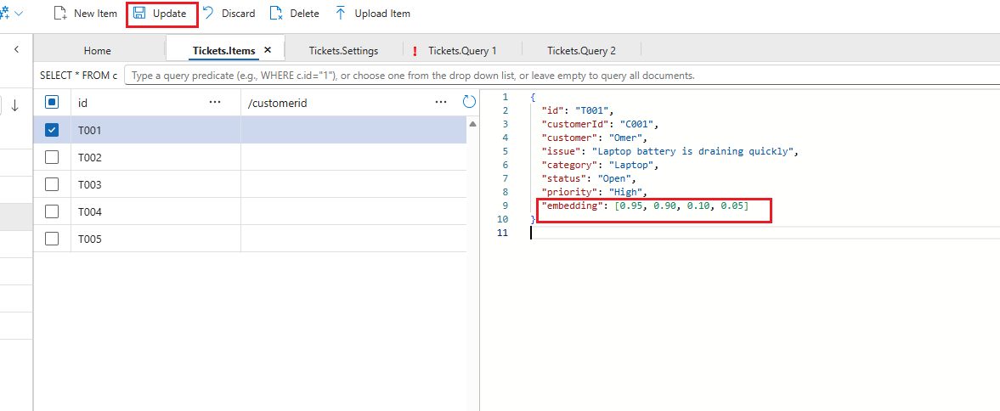 New Item Update Discard Delete Upload Item
Home Tickets.Items Tickets.Settings Tickets.Query 1 Tickets.Query 2
SELECT * FROM c Type a query predicate (e.g., WHERE c.id="1"), or choose one from the drop down list, or leave empty to query all documents.
id ... /customerid ...
T001
T002
T003
T004
T005
1 {
2 "id": "T001",
3 "customerId": "C001",
4 "customer": "Omer",
5 "issue": "Laptop battery is draining quickly",
6 "category": "Laptop",
7 "status": "Open",
8 "priority": "High",
9 "embedding": [0.95, 0.90, 0.10, 0.05]
10 }
11